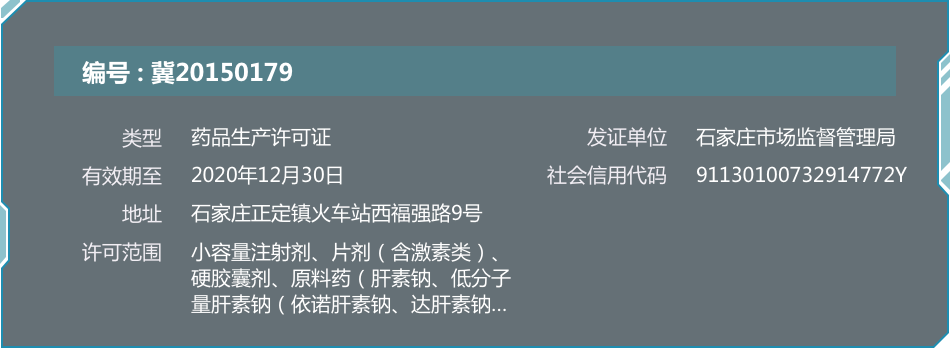 编号：冀20150179
类型 药品生产许可证 发证单位 石家庄市场监督管理局
有效期至 2020年12月30日 社会信用代码 91130100732914772Y
地址 石家庄正定镇火车站西福强路9号
许可范围 小容量注射剂、片剂（含激素类）、
硬胶囊剂、原料药（肝素钠、低分子
量肝素钠（依诺肝素钠、达肝素钠...